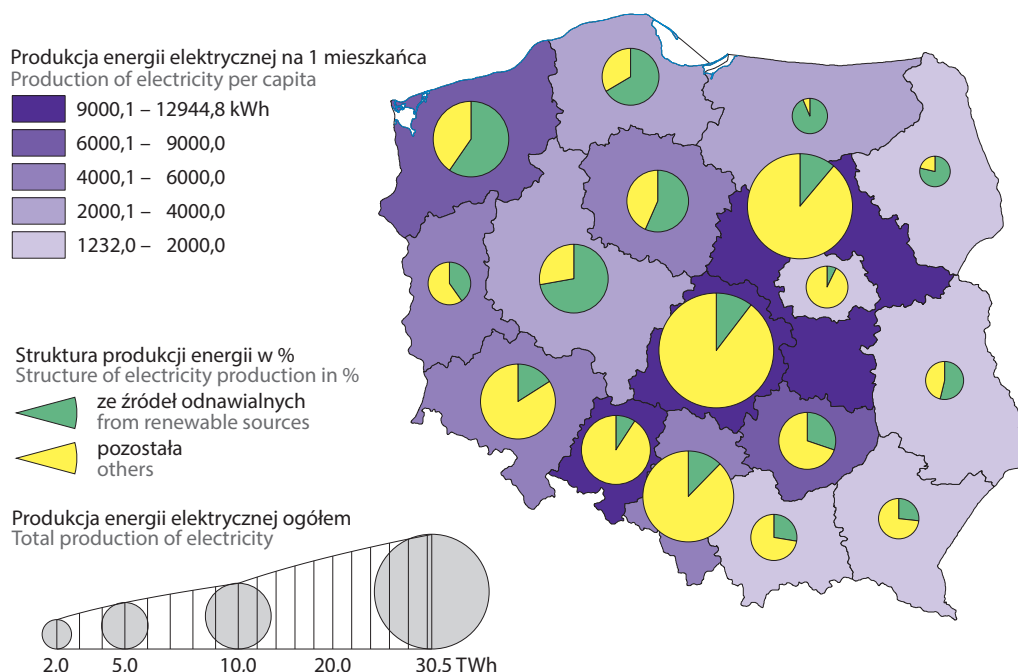 Produkcja energii elektrycznej na 1 mieszkańca
Production of electricity per capita
9000,1 – 12944,8 kWh
6000,1 – 9000,0
4000,1 – 6000,0
2000,1 – 4000,0
1232,0 – 2000,0
Struktura produkcji energii w %
Structure of electricity production in %
ze źródeł odnawialnych
from renewable sources
pozostała
others
Produkcja energii elektrycznej ogółem
Total production of electricity
2,0 5,0 10,0 20,0 30,5 TWh